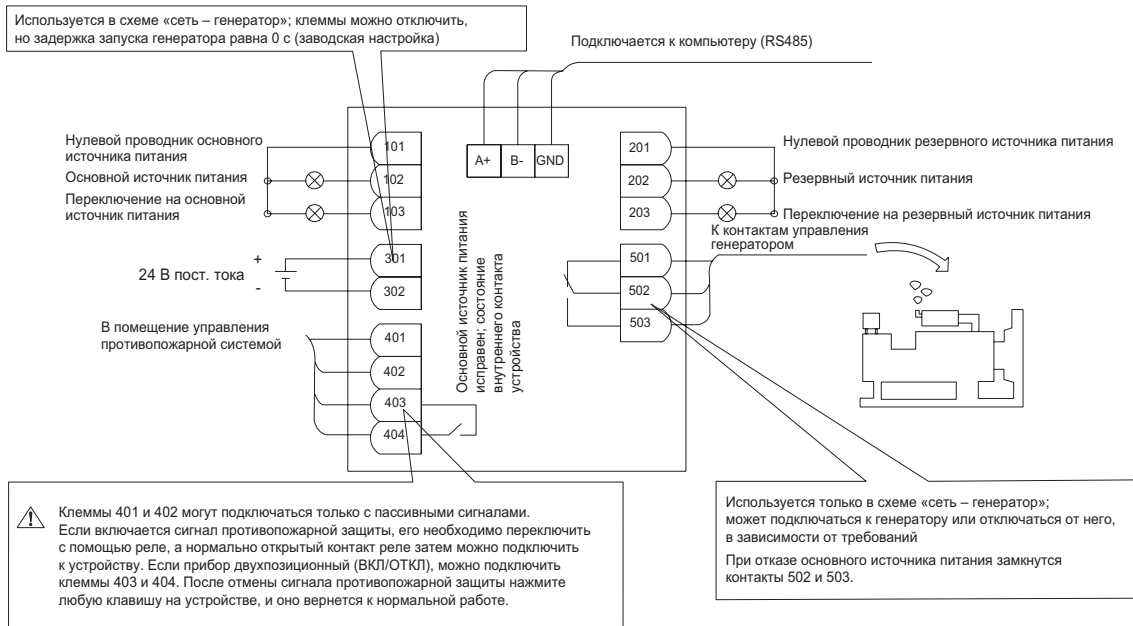 Используется в схеме «сеть – генератор»; клеммы можно отключить,
но задержка запуска генератора равна 0 с (заводская настройка)
Подключается к компьютеру (RS485)
Нулевой проводник основного
источника питания
Основной источник питания
Переключение на основной
источник питания
24 В пост. тока
+
-
В помещение управления
противопожарной системой
101
102
103
301
302
401
402
403
404
A+
B-
GND
Основной источник питания
исправен; состояние
внутреннего контакта
устройства
201
202
203
501
502
503
Нулевой проводник резервного источника питания
Резервный источник питания
Переключение на резервный источник питания
К контактам управления
генератором
Клеммы 401 и 402 могут подключаться только с пассивными сигналами.
Если включается сигнал противопожарной защиты, его необходимо переключить
с помощью реле, а нормально открытый контакт реле затем можно подключить
к устройству. Если прибор двухпозиционный (ВКЛ/ОТКЛ), можно подключить
клеммы 403 и 404. После отмены сигнала противопожарной защиты нажмите
любую клавишу на устройстве, и оно вернется к нормальной работе.
Используется только в схеме «сеть – генератор»;
может подключаться к генератору или отключаться от него,
в зависимости от требований
При отказе основного источника питания замкнутся
контакты 502 и 503.